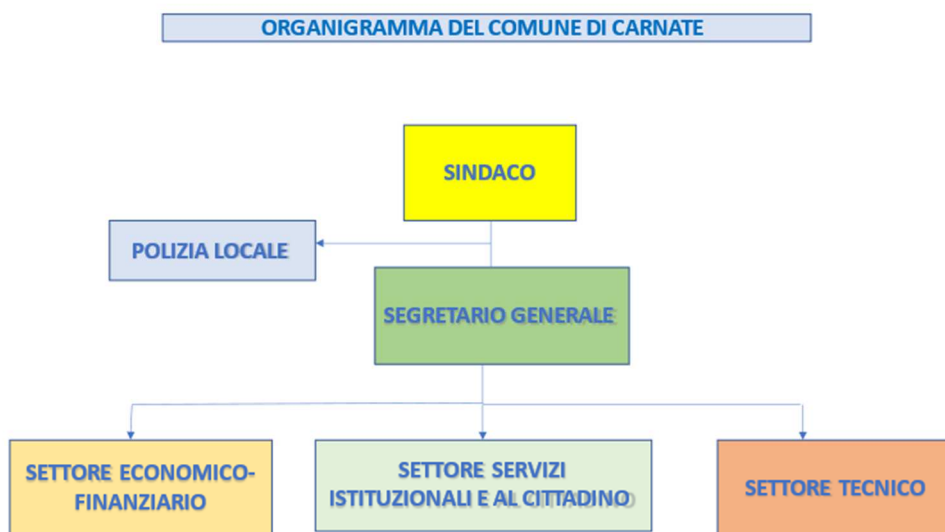 ORGANIGRAMMA DEL COMUNE DI CARNATE
SINDACO
POLIZIA LOCALE
SEGRETARIO GENERALE
SETTORE ECONOMICO-
FINANZIARIO
SETTORE SERVIZI
ISTITUZIONALI E AL CITTADINO
SETTORE TECNICO